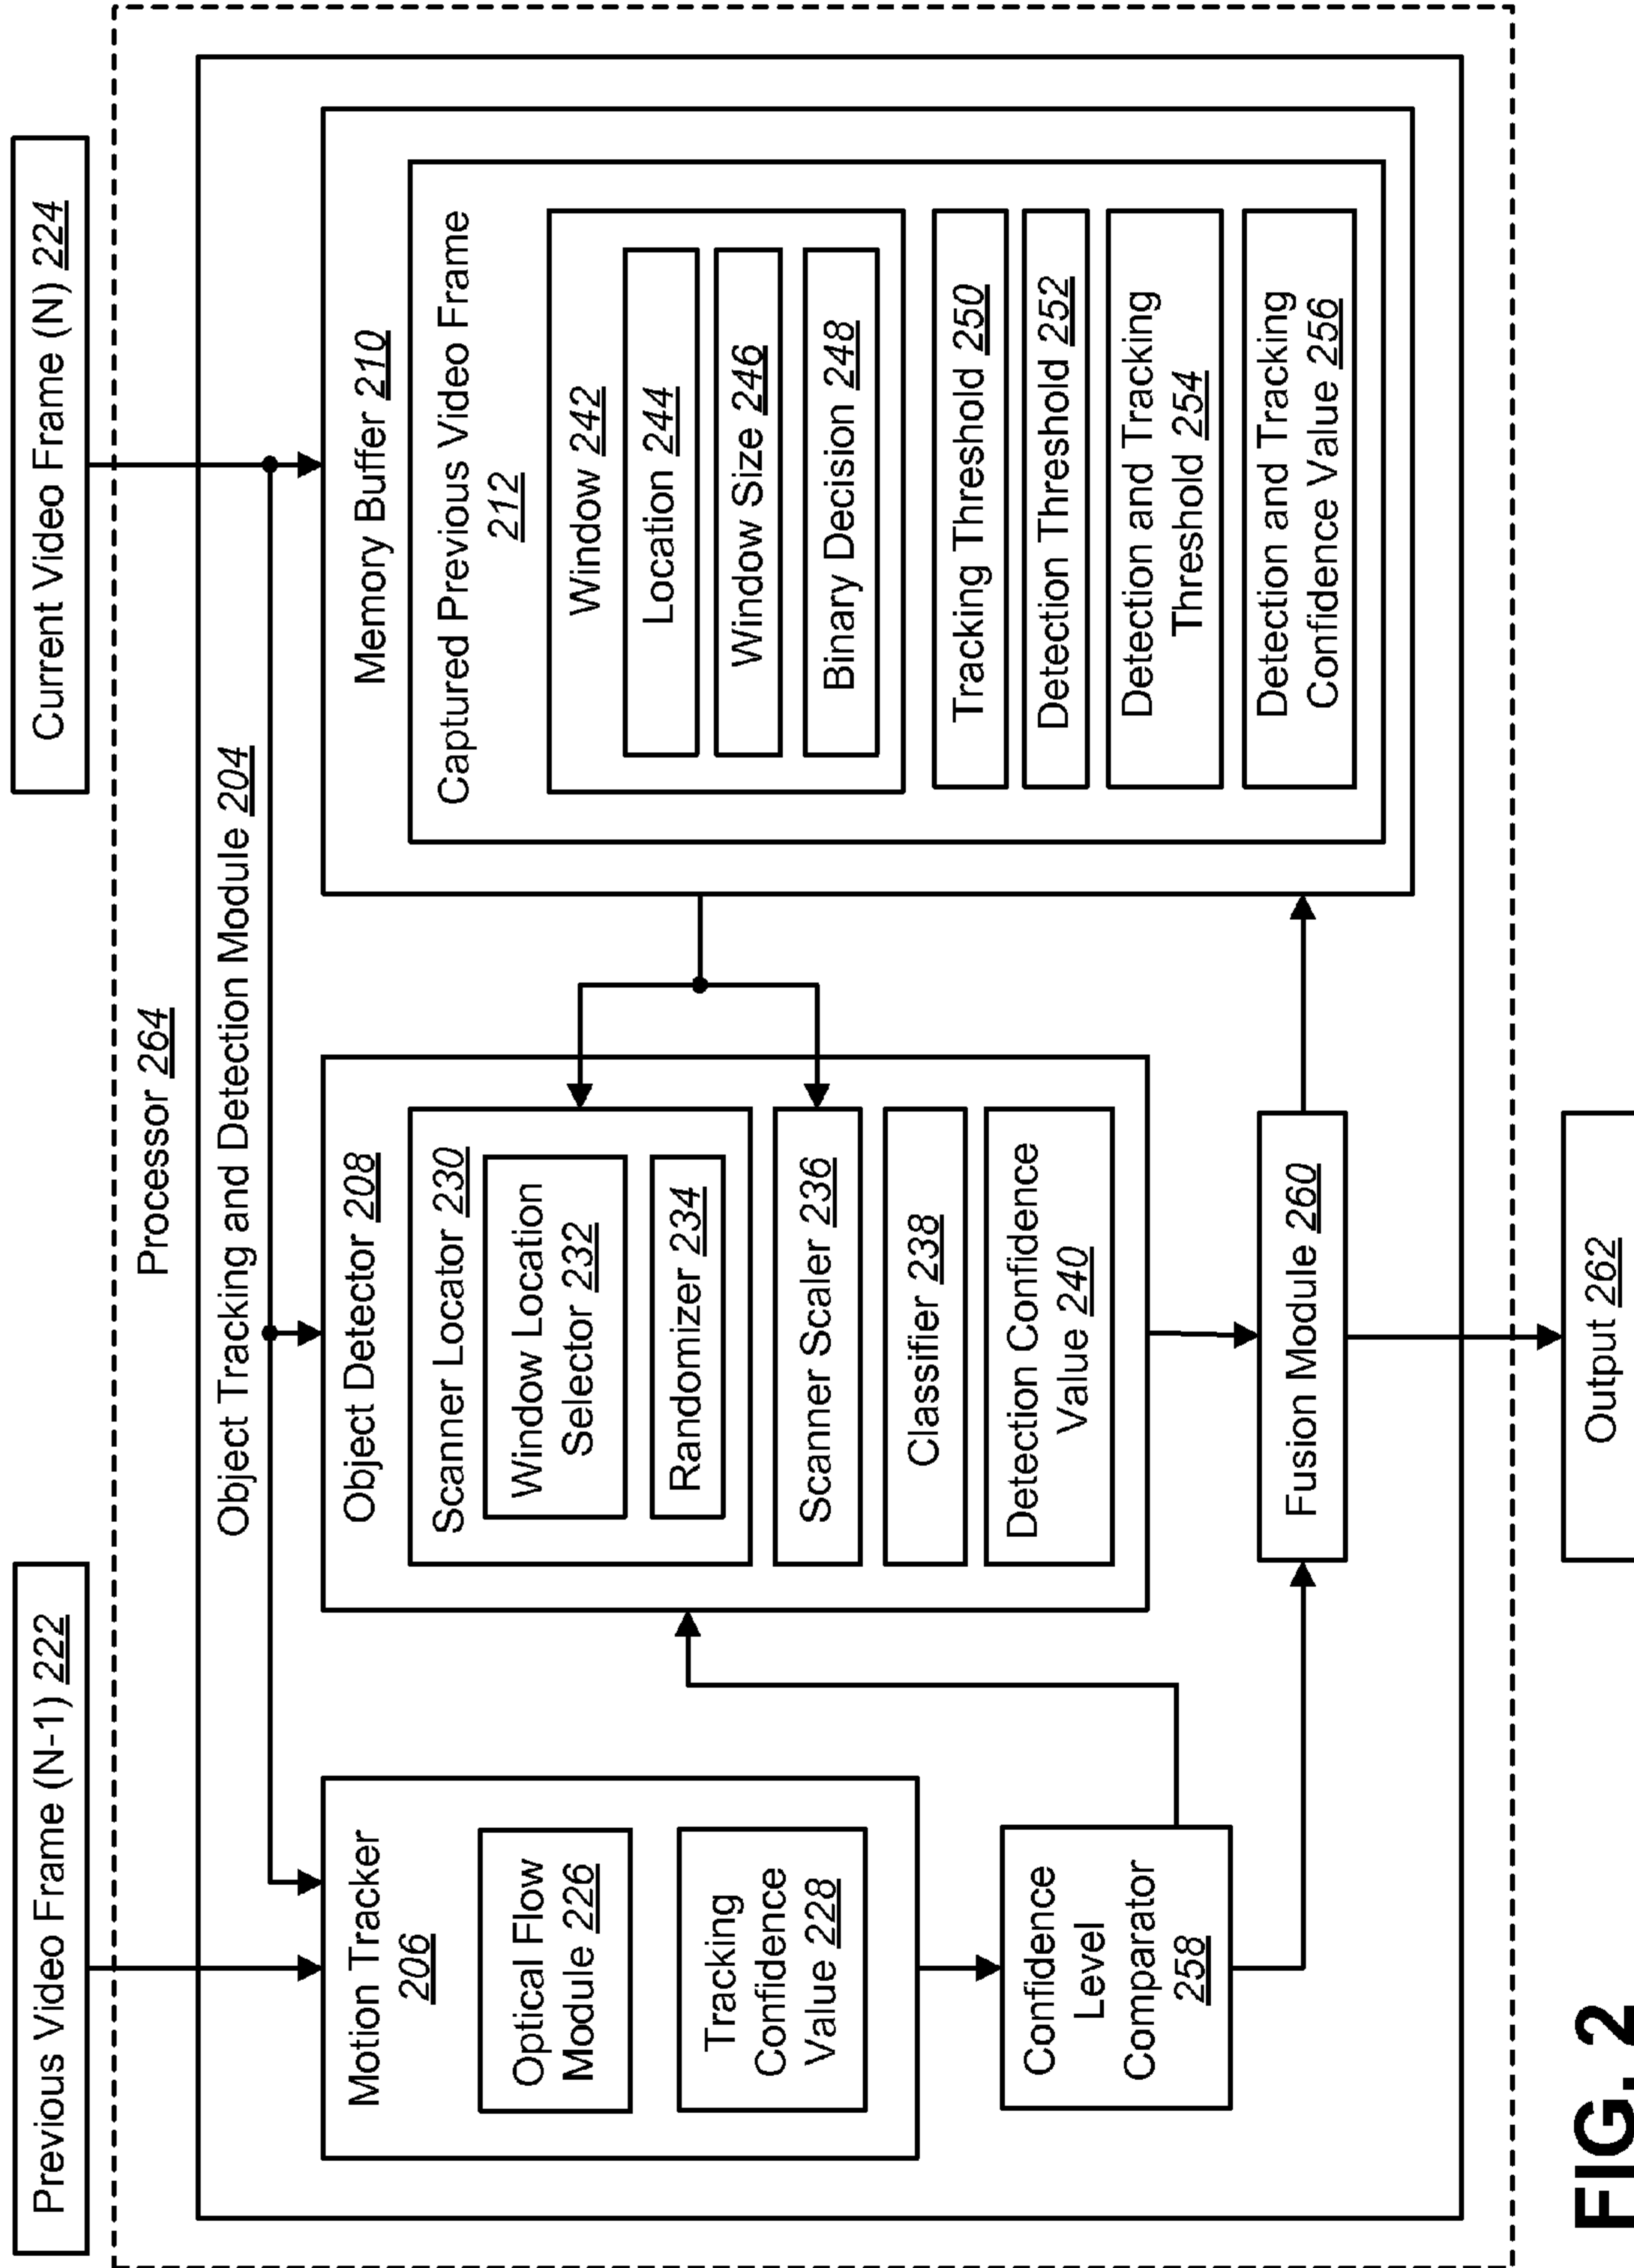 Previous Video Frame (N-1) 222
Current Video Frame (N) 224
Processor 264
Object Tracking and Detection Module 204
Motion Tracker
206
Optical Flow
Module 226
Tracking
Confidence
Value 228
Confidence
Level
Comparator
258
Object Detector 208
Scanner Locator 230
Window Location
Selector 232
Randomizer 234
Scanner Scaler 236
Classifier 238
Detection Confidence
Value 240
Memory Buffer 210
Captured Previous Video Frame
212
Window 242
Location 244
Window Size 246
Binary Decision 248
Tracking Threshold 250
Detection Threshold 252
Detection and Tracking
Threshold 254
Detection and Tracking
Confidence Value 256
Fusion Module 260
Output 262
FIG. 2